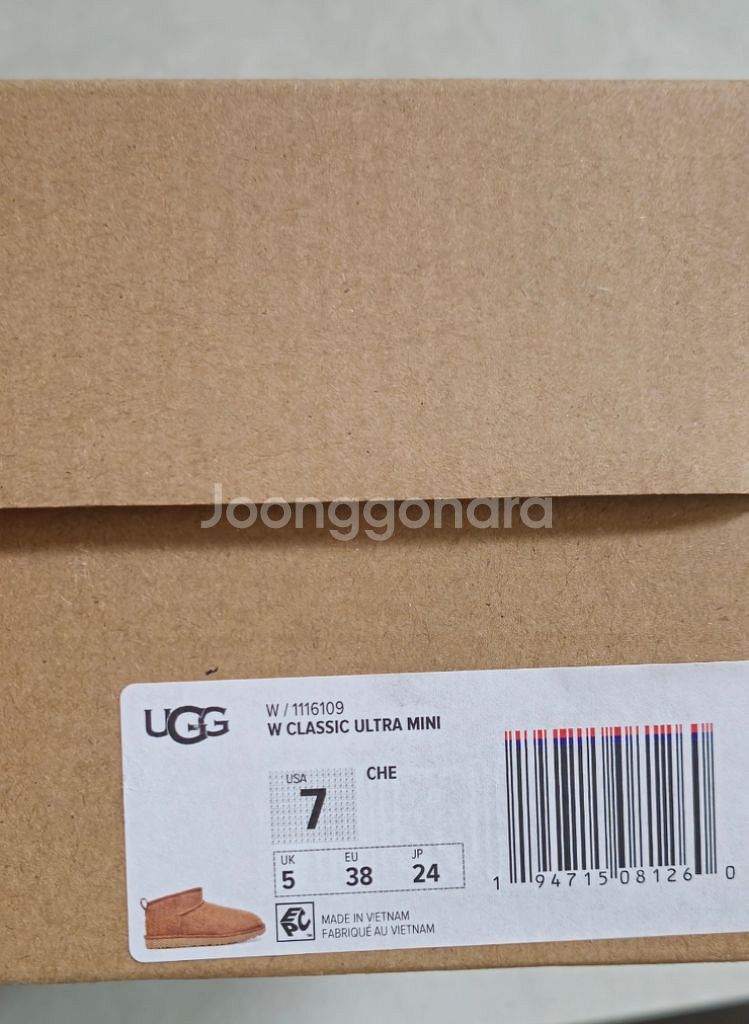 Joonggonara
UGG
W / 1116109
W CLASSIC ULTRA MINI
USA
7
CHE
UK EU JP
5 38 24
1 94715 08126 0
EPC
MADE IN VIETNAM
FABRIQUÉ AU VIETNAM